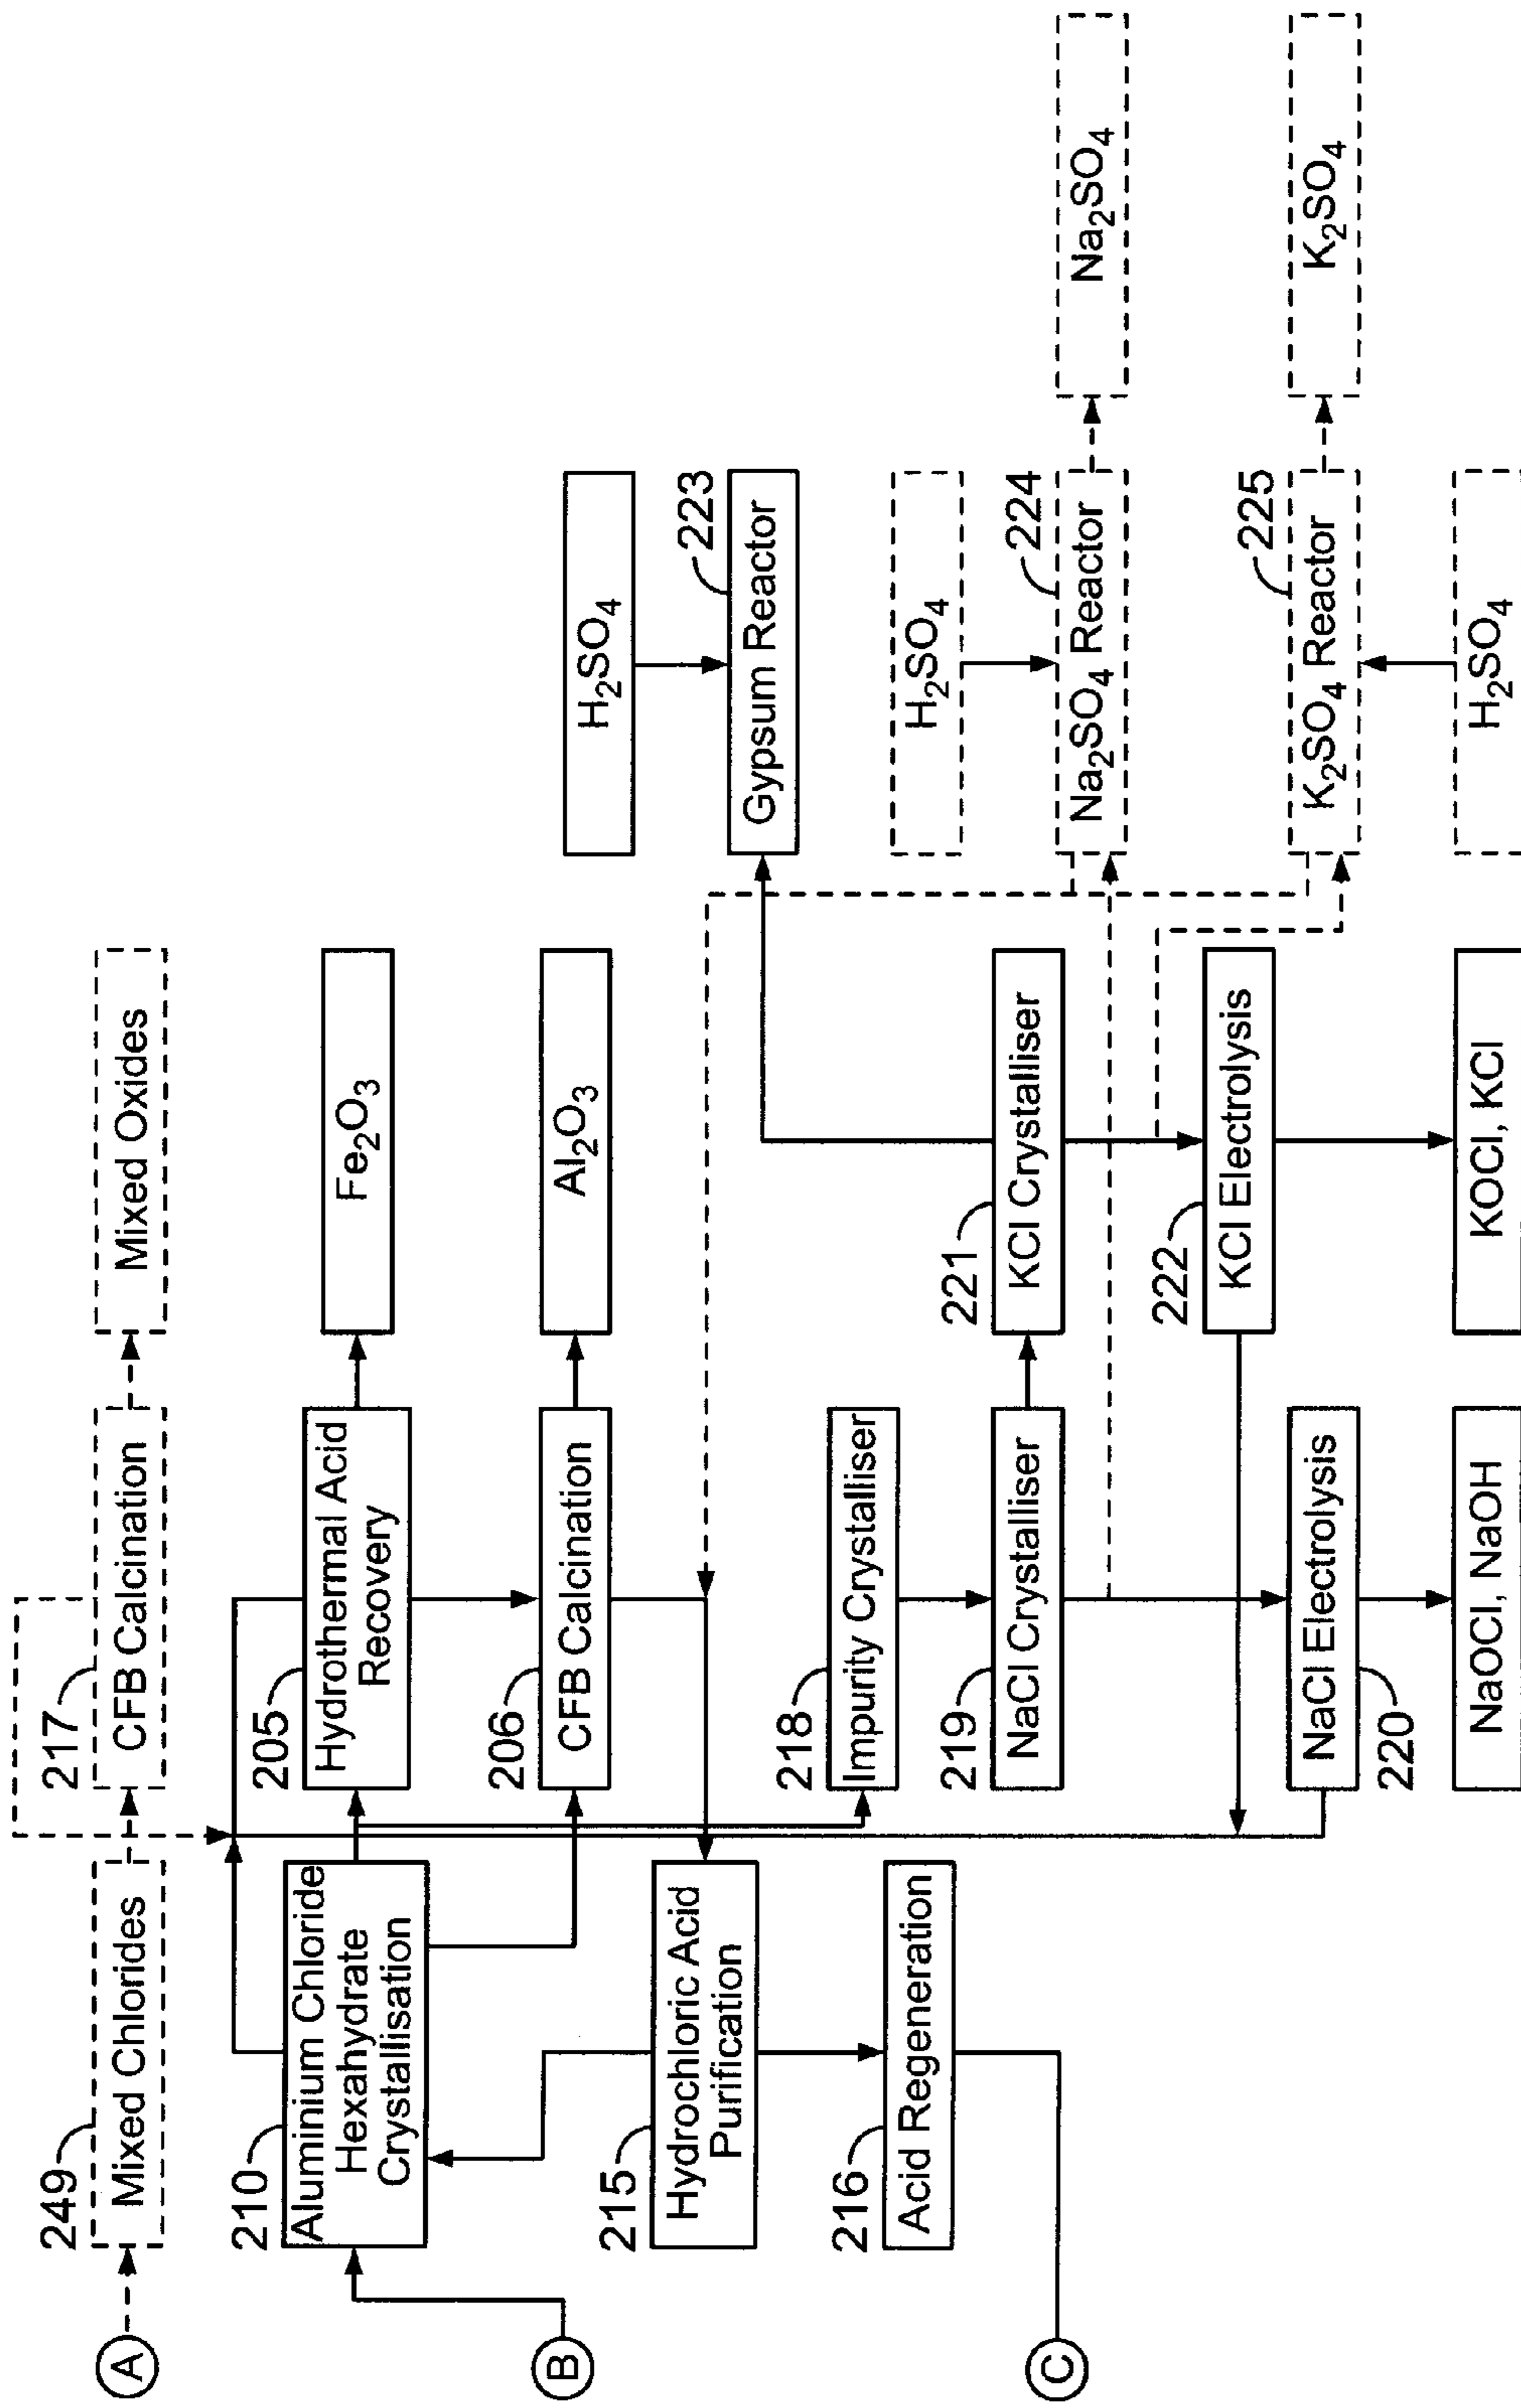 249
Mixed Chlorides
217
CFB Calcination
Mixed Oxides
A
210
Aluminium Chloride
Hexahydrate
Crystallisation
205
Hydrothermal Acid
Recovery
Fe₂O₃
B
206
CFB Calcination
Al₂O₃
H₂SO₄
215
Hydrochloric Acid
Purification
223
Gypsum Reactor
216
Acid Regeneration
218
Impurity Crystalliser
H₂SO₄
C
219
NaCl Crystalliser
221
KCl Crystalliser
224
Na₂SO₄ Reactor
Na₂SO₄
222
KCl Electrolysis
220
NaCl Electrolysis
225
K₂SO₄ Reactor
K₂SO₄
NaOCl, NaOH
KOCl, KCl
H₂SO₄